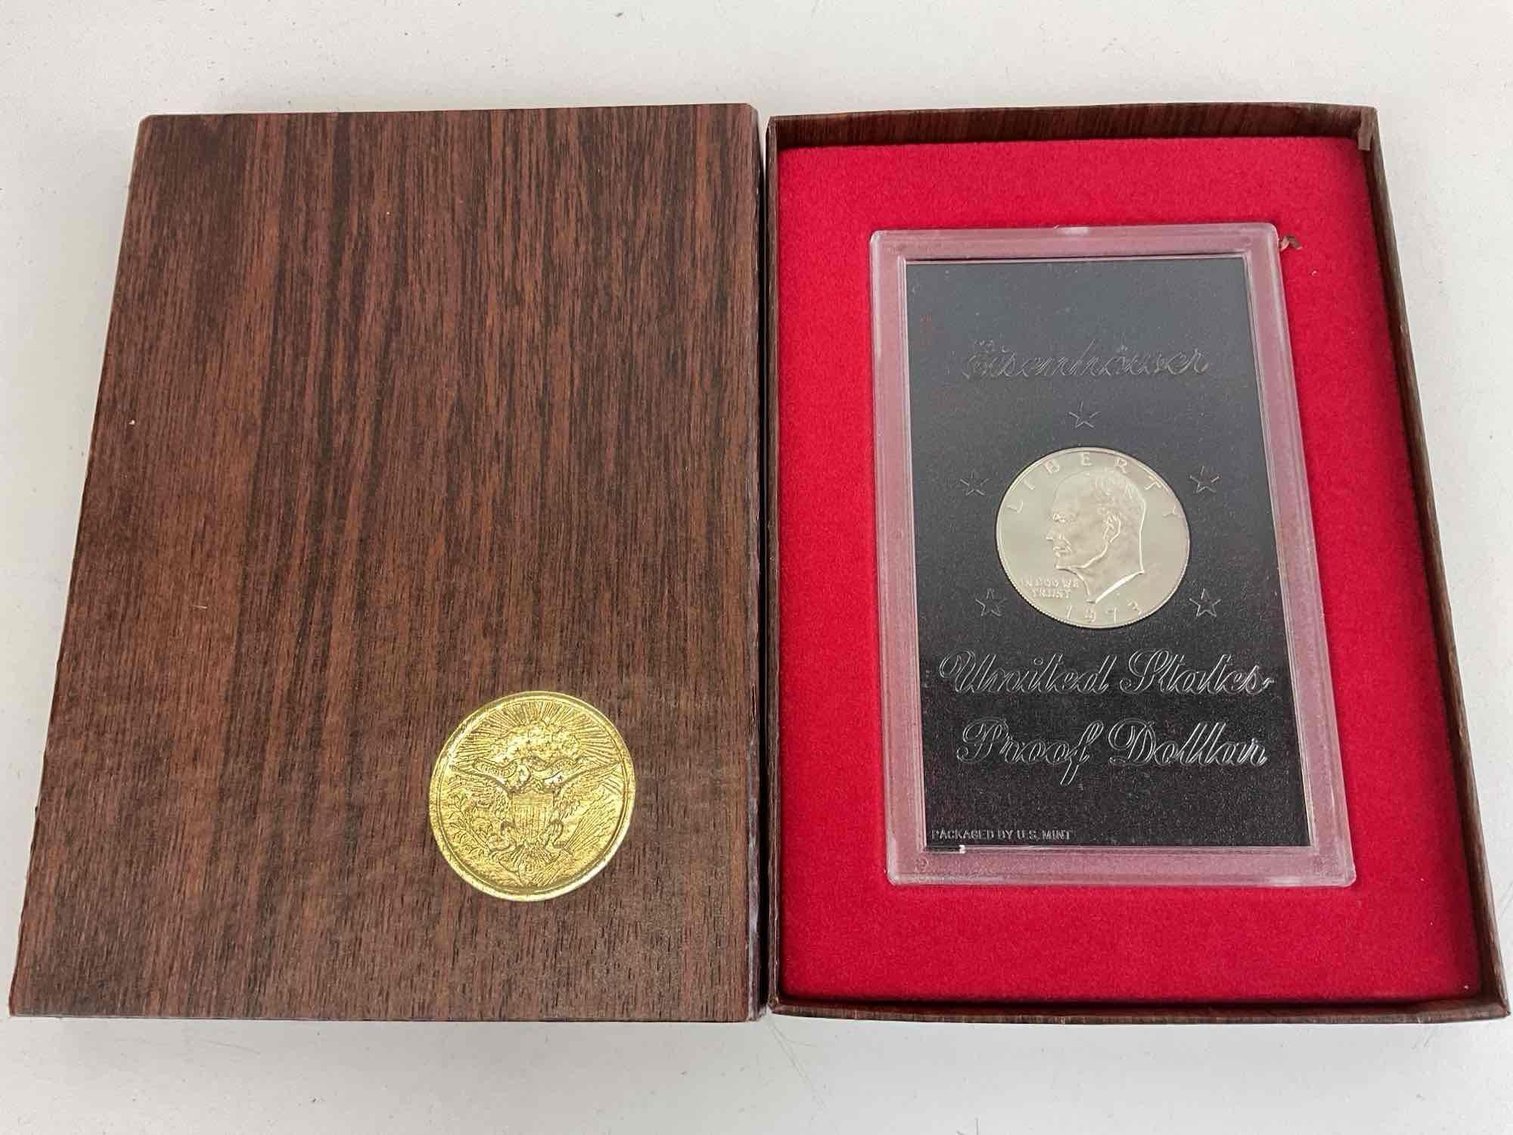 Eisenhower
LIBERTY
IN GOD WE
TRUST
1973
United States
Proof Dollar
PACKAGED BY U.S. MINT